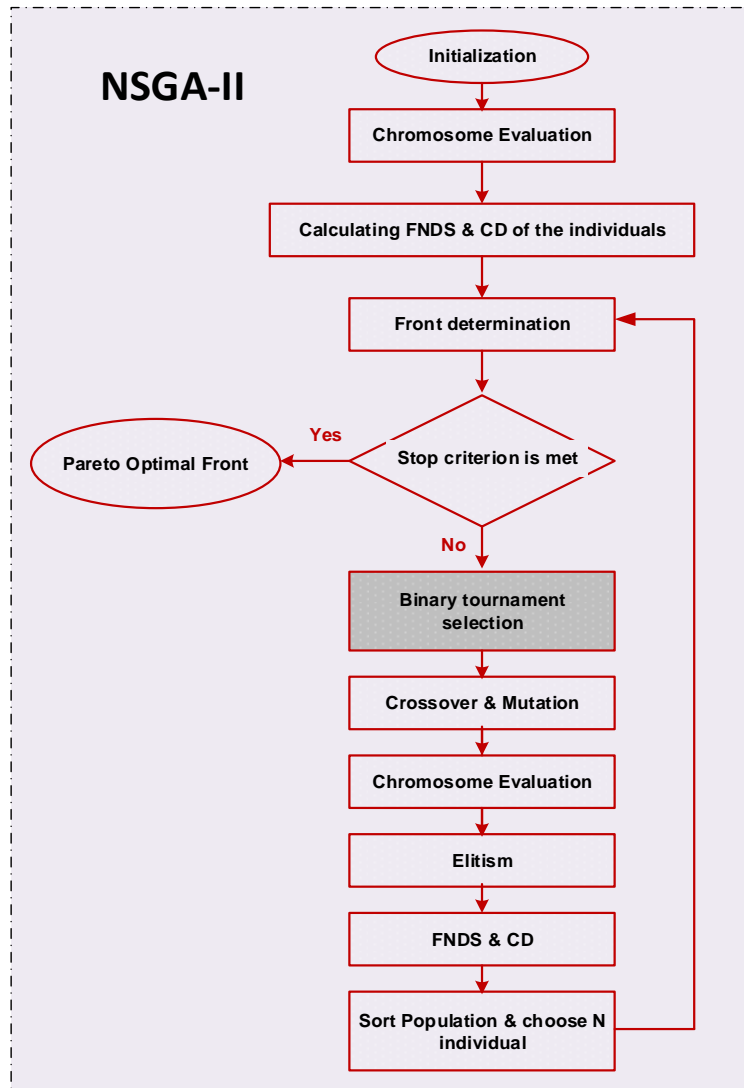 Initialization
NSGA-II
Chromosome Evaluation
Calculating FNDS & CD of the individuals
Front determination
Yes
Stop criterion is met
Pareto Optimal Front
No
Binary tournament
selection
Crossover & Mutation
Chromosome Evaluation
Elitism
FNDS & CD
Sort Population & choose N
individual